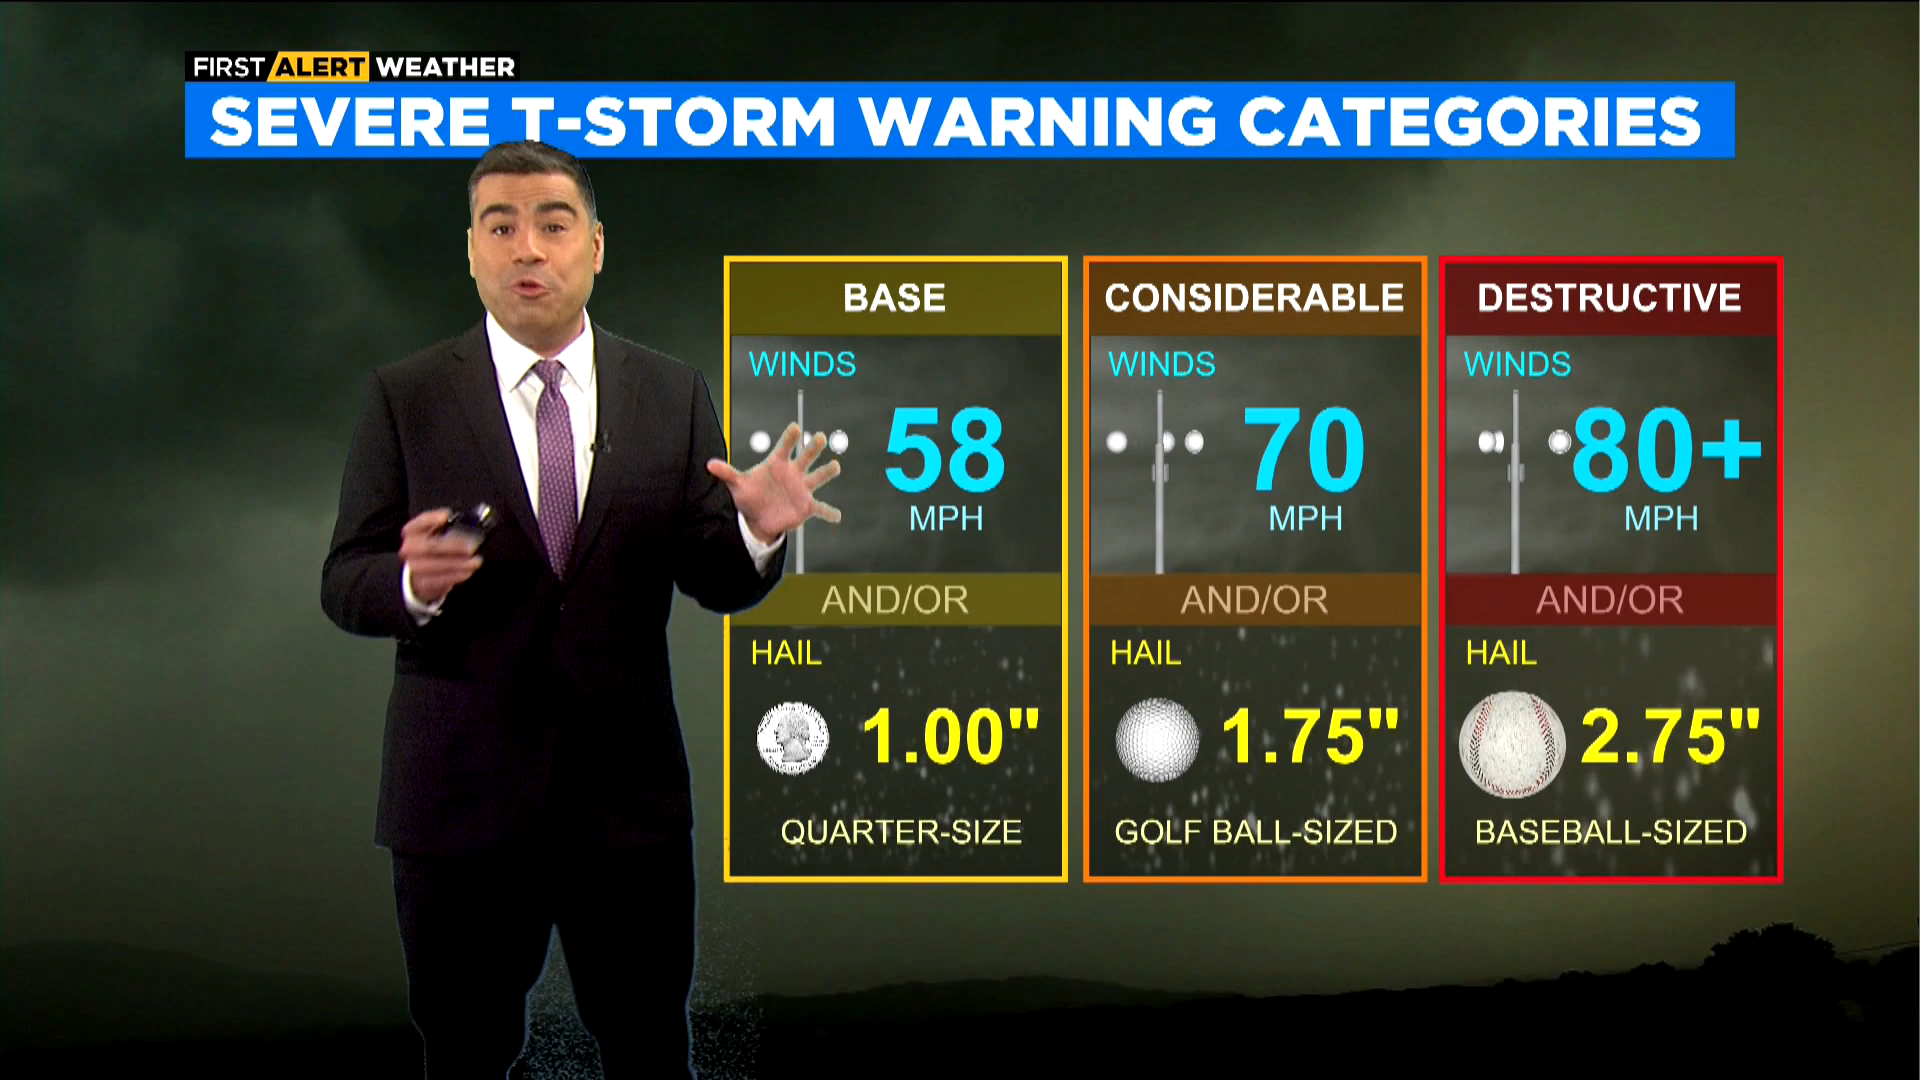 FIRST ALERT WEATHER
SEVERE T-STORM WARNING CATEGORIES
BASE
WINDS
58
MPH
AND/OR
HAIL
1.00"
QUARTER-SIZE
CONSIDERABLE
WINDS
70
MPH
AND/OR
HAIL
1.75"
GOLF BALL-SIZED
DESTRUCTIVE
WINDS
80+
MPH
AND/OR
HAIL
2.75"
BASEBALL-SIZED